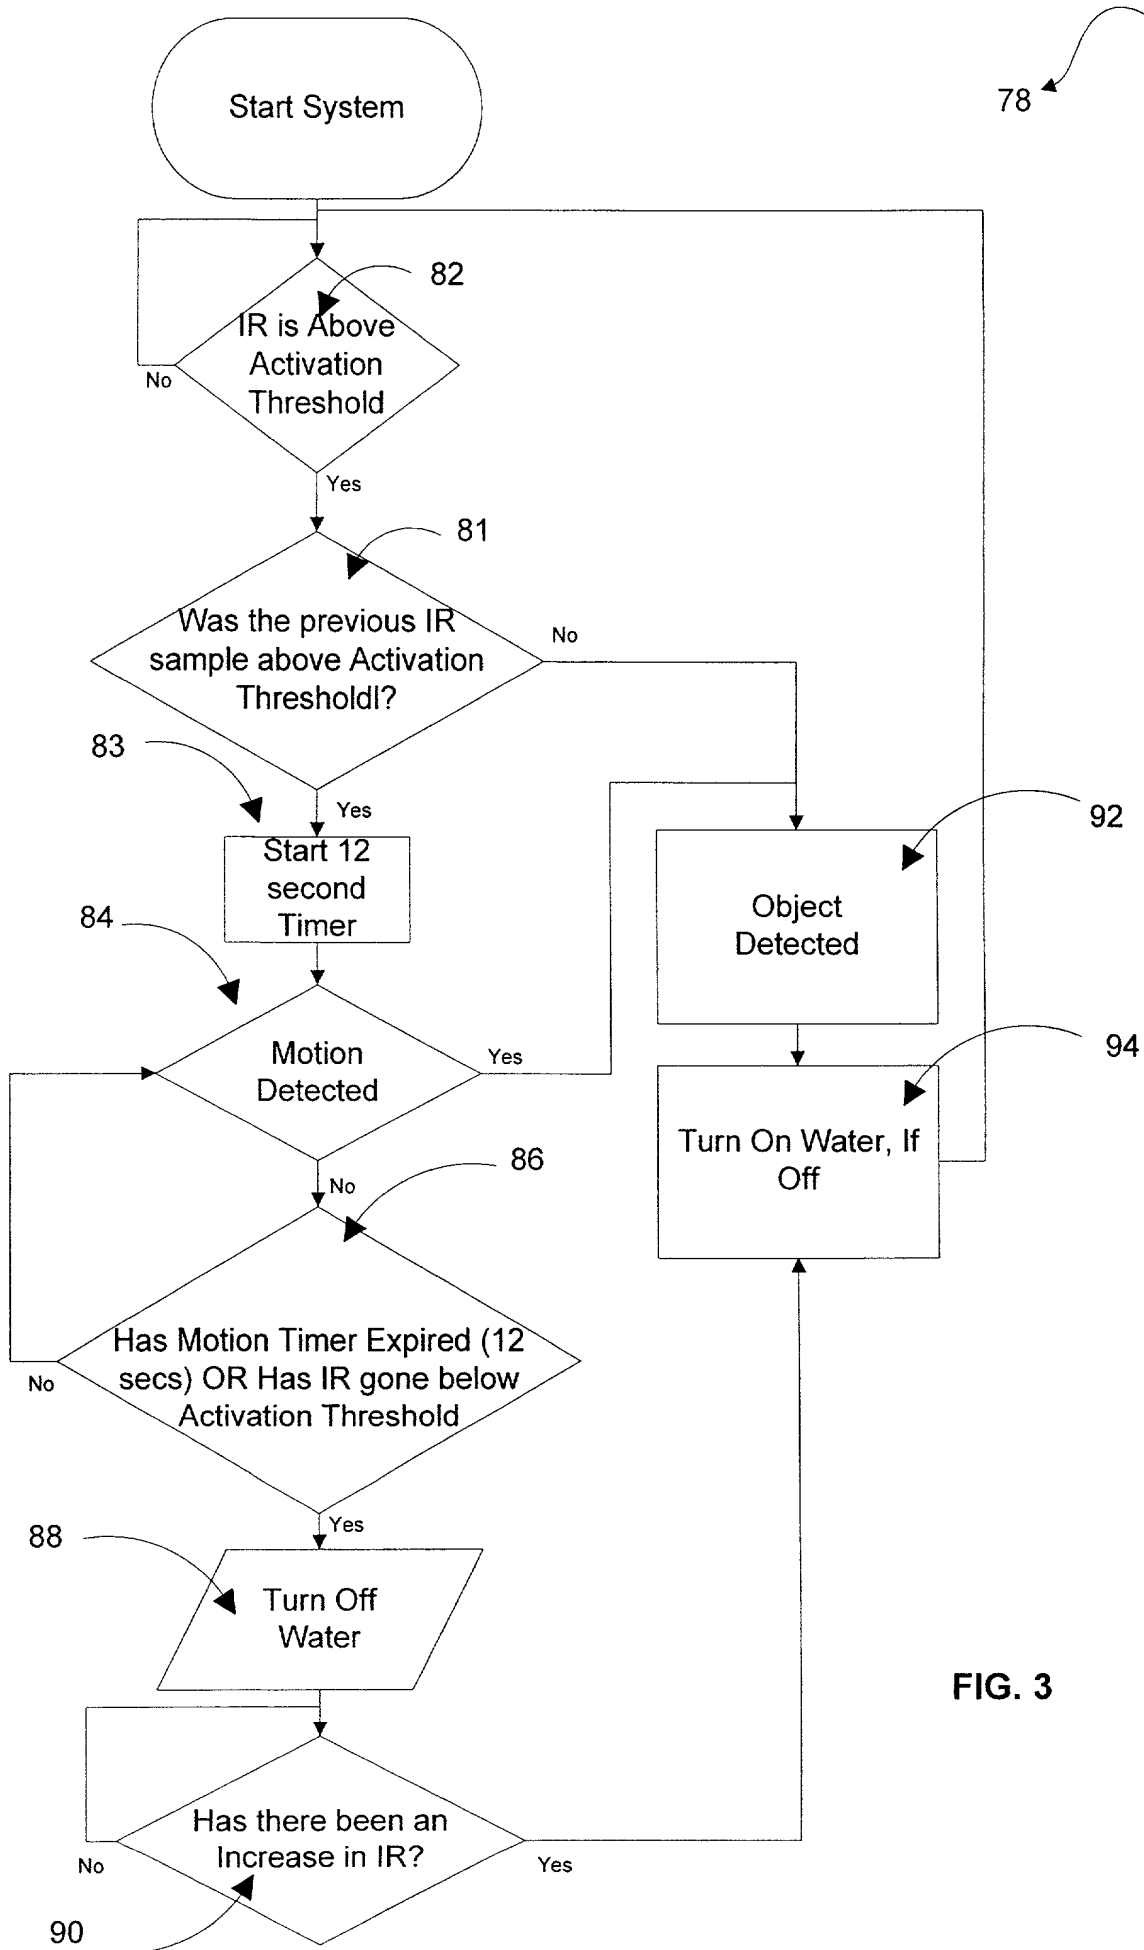 Start System
78
82
IR is Above
Activation
Threshold
No
Yes
81
Was the previous IR
sample above Activation
Thresholdl?
No
83
Yes
Start 12
second
Timer
92
Object
Detected
84
Motion
Detected
Yes
94
Turn On Water, If
Off
No
86
Has Motion Timer Expired (12
secs) OR Has IR gone below
Activation Threshold
No
Yes
88
Turn Off
Water
FIG. 3
Has there been an
Increase in IR?
No
Yes
90